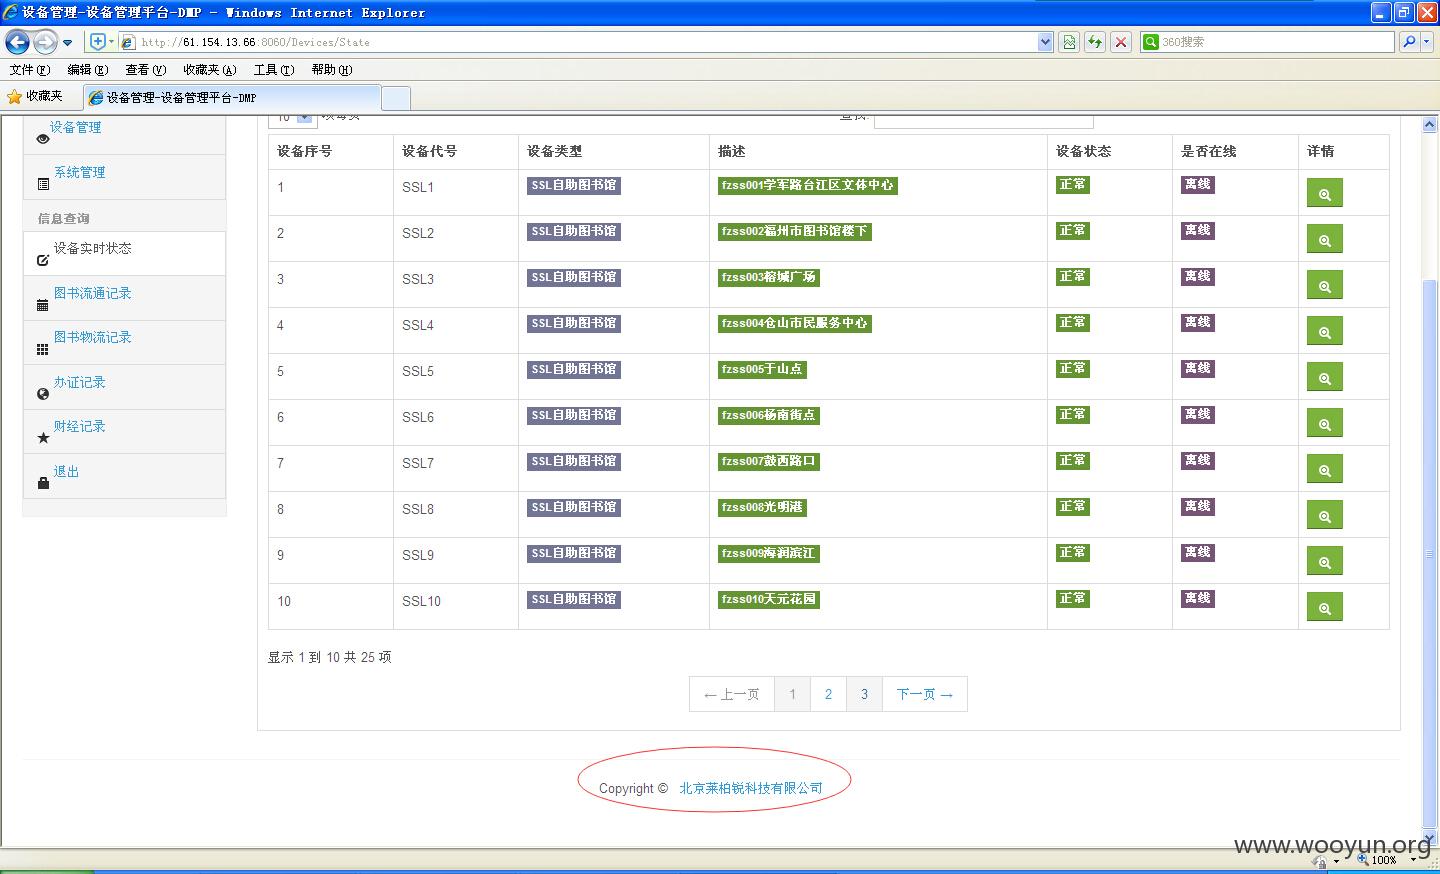 设备管理-设备管理平台-DMP - Windows Internet Explorer
http://61.154.13.66:8060/Devices/State
360搜索
文件(F) 编辑(E) 查看(V) 收藏夹(A) 工具(T) 帮助(H)
收藏夹 设备管理-设备管理平台-DMP
设备管理
系统管理
信息查询
设备实时状态
图书流通记录
图书物流记录
办证记录
财经记录
退出
10 项每页 查找:
设备序号 设备代号 设备类型 描述 设备状态 是否在线 详情
1 SSL1 SSL自助图书馆 fzss001学军路台江区文体中心 正常 离线
2 SSL2 SSL自助图书馆 fzss002福州市图书馆楼下 正常 离线
3 SSL3 SSL自助图书馆 fzss003榕城广场 正常 离线
4 SSL4 SSL自助图书馆 fzss004仓山市民服务中心 正常 离线
5 SSL5 SSL自助图书馆 fzss005于山点 正常 离线
6 SSL6 SSL自助图书馆 fzss006杨南街点 正常 离线
7 SSL7 SSL自助图书馆 fzss007鼓西路口 正常 离线
8 SSL8 SSL自助图书馆 fzss008光明港 正常 离线
9 SSL9 SSL自助图书馆 fzss009海润滨江 正常 离线
10 SSL10 SSL自助图书馆 fzss010天元花园 正常 离线
显示 1 到 10 共 25 项
← 上一页 1 2 3 下一页 →
Copyright © 北京莱柏锐科技有限公司
www.wooyun.org
100%